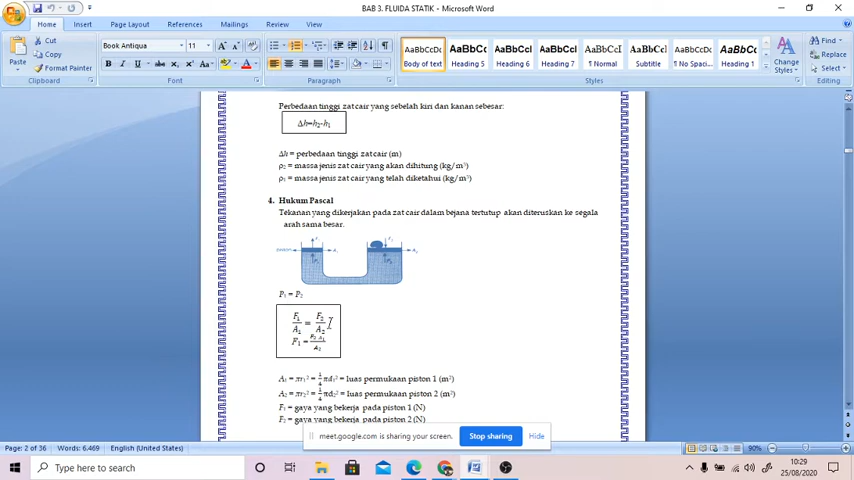 BAB 3. FLUIDA STATIK - Microsoft Word
Home Insert Page Layout References Mailings Review View
Paste
Cut
Copy
Format Painter
Clipboard
Book Antiqua 11
Font
Paragraph
AaBbCcDc AaBbCc AaBbCc AaBbCc AaBbCc AaBbCc AaBbCcDc AaBbCc
Body of text Heading 5 Heading 6 Heading 7 ¶ Normal Subtitle ¶ No Spaci... Heading 1
Styles
Change Styles
Find
Replace
Select
Editing
Perbedaan tinggi zat cair yang sebelah kiri dan kanan sebesar:
Δh=h₂-h₁
Δh = perbedaan tinggi zat cair (m)
ρ₂ = massa jenis zat cair yang akan dihitung (kg/m³)
ρ₁ = massa jenis zat cair yang telah diketahui (kg/m³)
4. Hukum Pascal
Tekanan yang dikerjakan pada zat cair dalam bejana tertutup akan diteruskan ke segala
arah sama besar.
P₁ = P₂
F₁/A₁ = F₂/A₂
F₁ = F₂ A₁/A₂
A₁ = πr₁² = 1/4 πd₁² = luas permukaan piston 1 (m²)
A₂ = πr₂² = 1/4 πd₂² = luas permukaan piston 2 (m²)
F₁ = gaya yang bekerja pada piston 1 (N)
F₂ = gaya yang bekerja pada piston 2 (N)
meet.google.com is sharing your screen. Stop sharing Hide
Page: 2 of 36 Words: 6.469 English (United States) 90%
Type here to search
10:29
25/08/2020